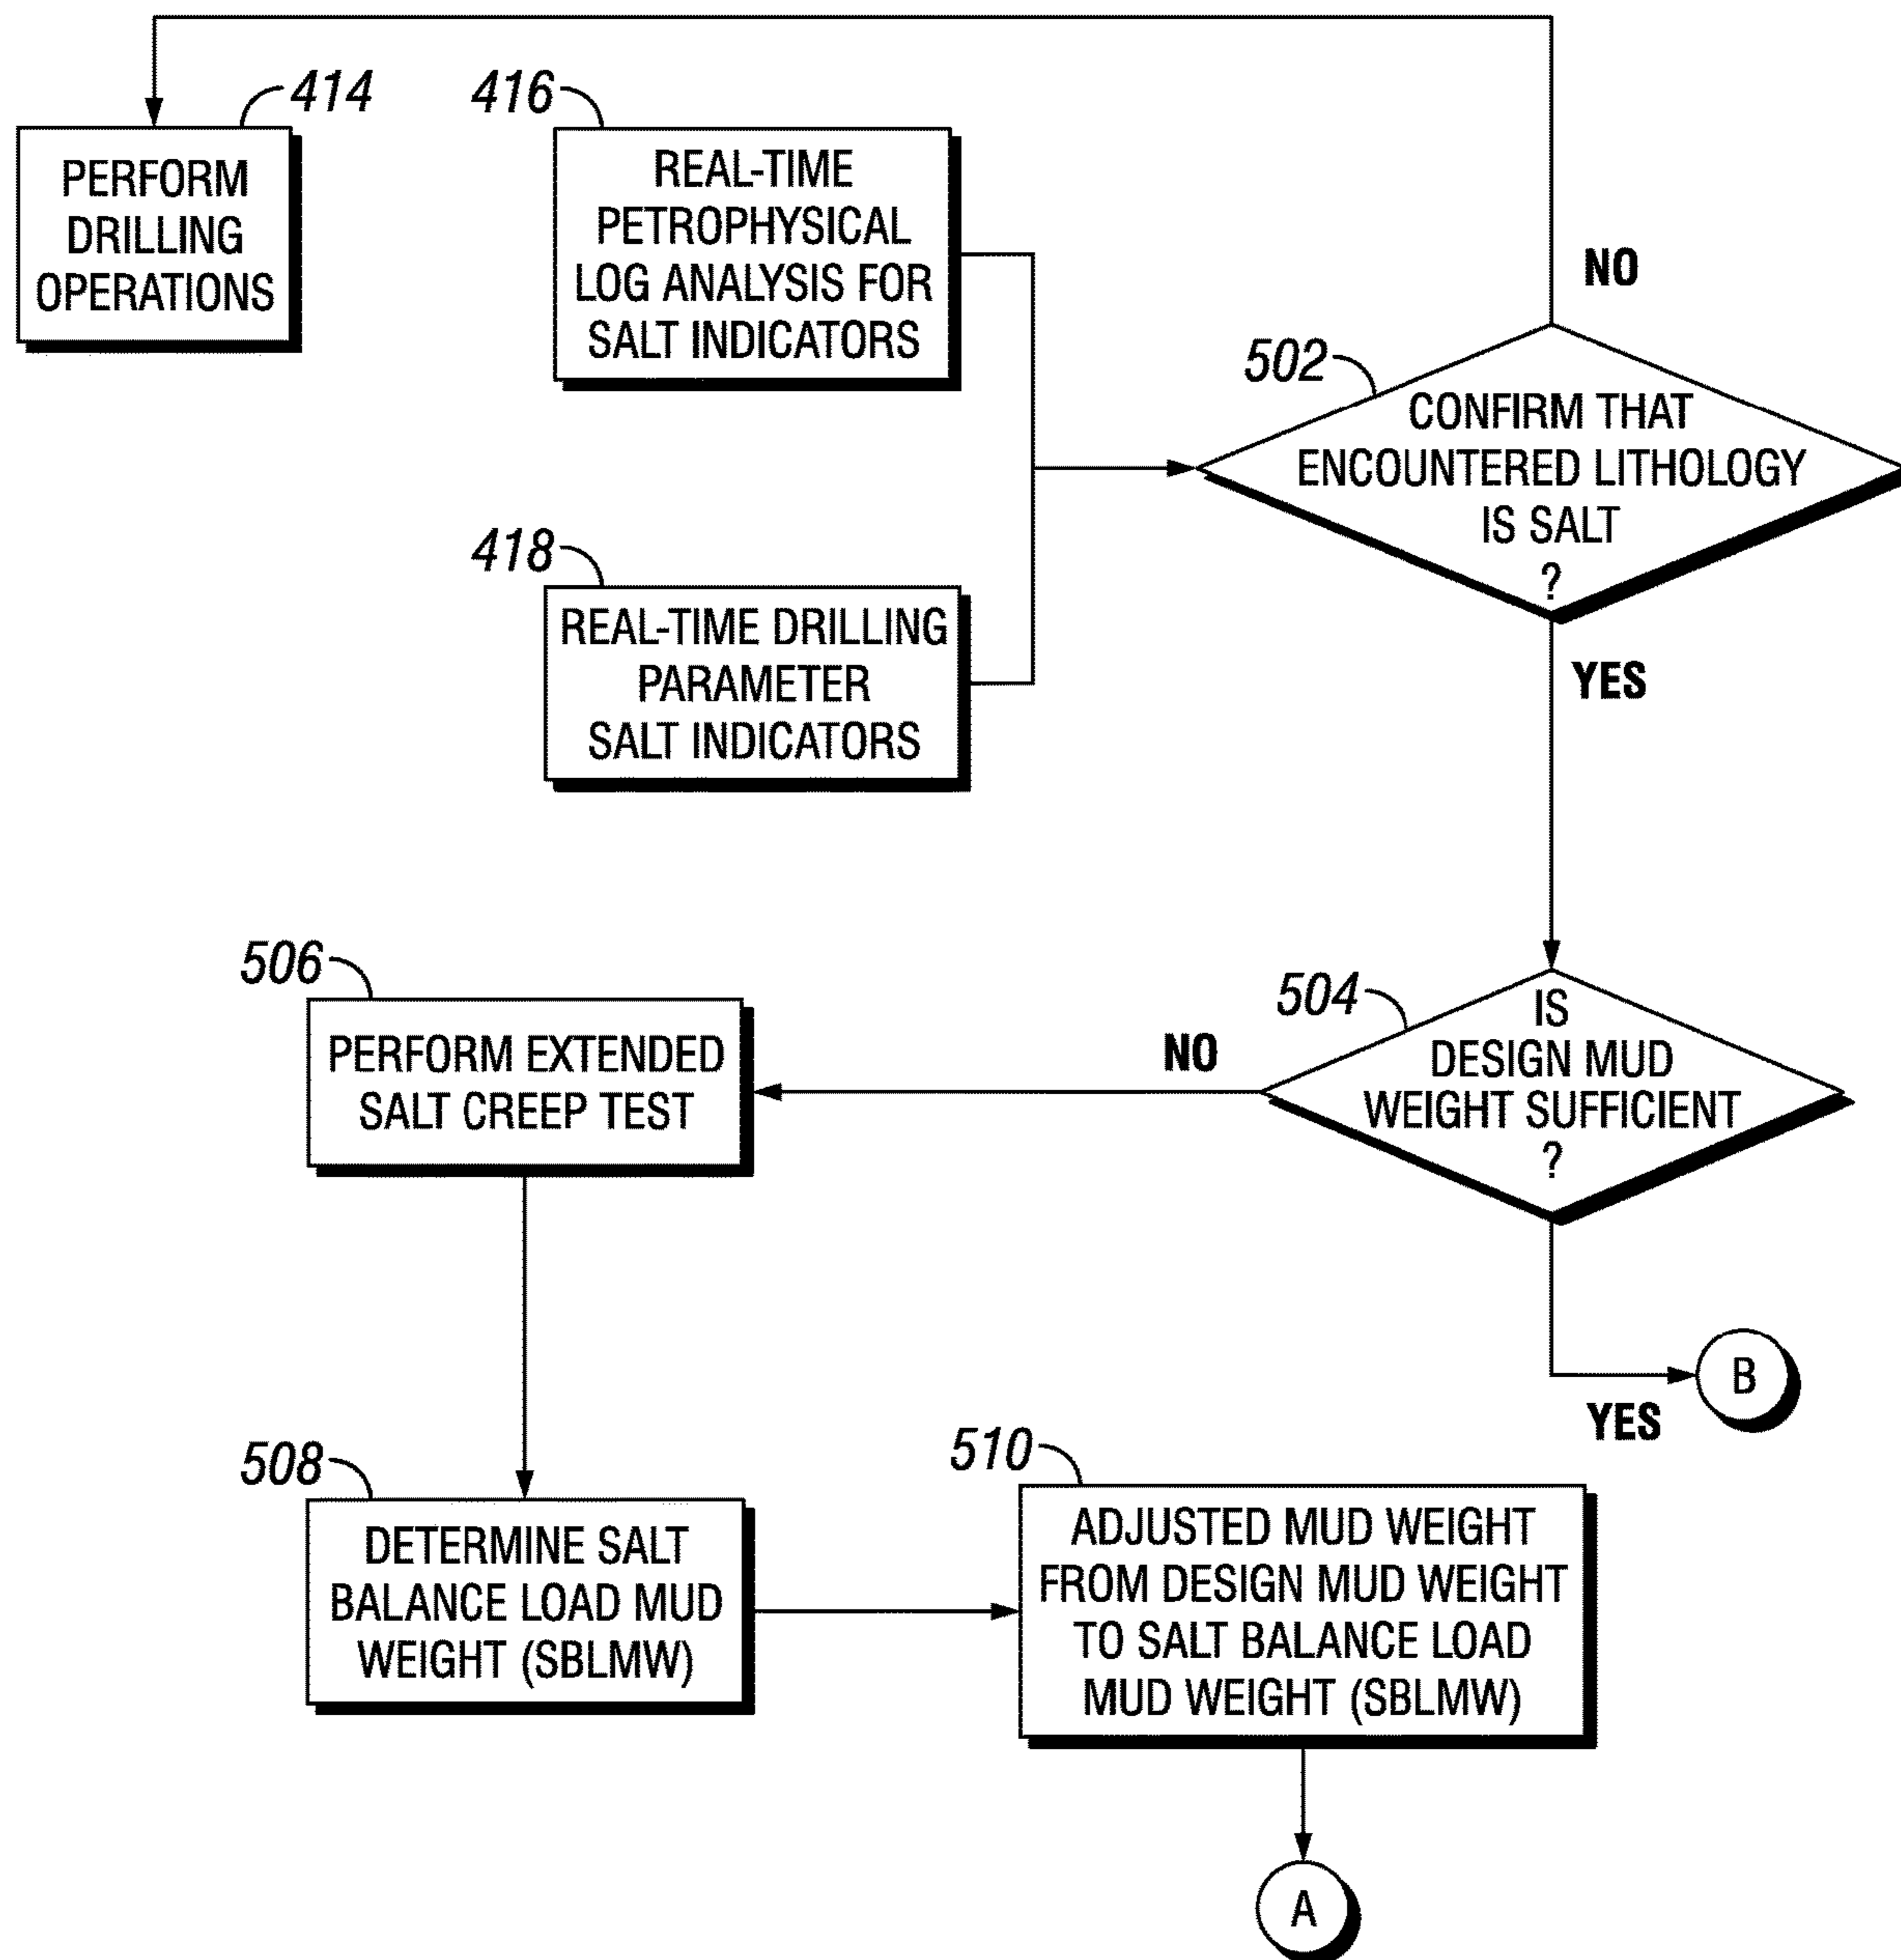 414
PERFORM
DRILLING
OPERATIONS
416
REAL-TIME
PETROPHYSICAL
LOG ANALYSIS FOR
SALT INDICATORS
NO
502
CONFIRM THAT
ENCOUNTERED LITHOLOGY
IS SALT
?
418
REAL-TIME DRILLING
PARAMETER
SALT INDICATORS
YES
504
IS
DESIGN MUD
WEIGHT SUFFICIENT
?
NO
506
PERFORM EXTENDED
SALT CREEP TEST
B
YES
508
DETERMINE SALT
BALANCE LOAD MUD
WEIGHT (SBLMW)
510
ADJUSTED MUD WEIGHT
FROM DESIGN MUD WEIGHT
TO SALT BALANCE LOAD
MUD WEIGHT (SBLMW)
A